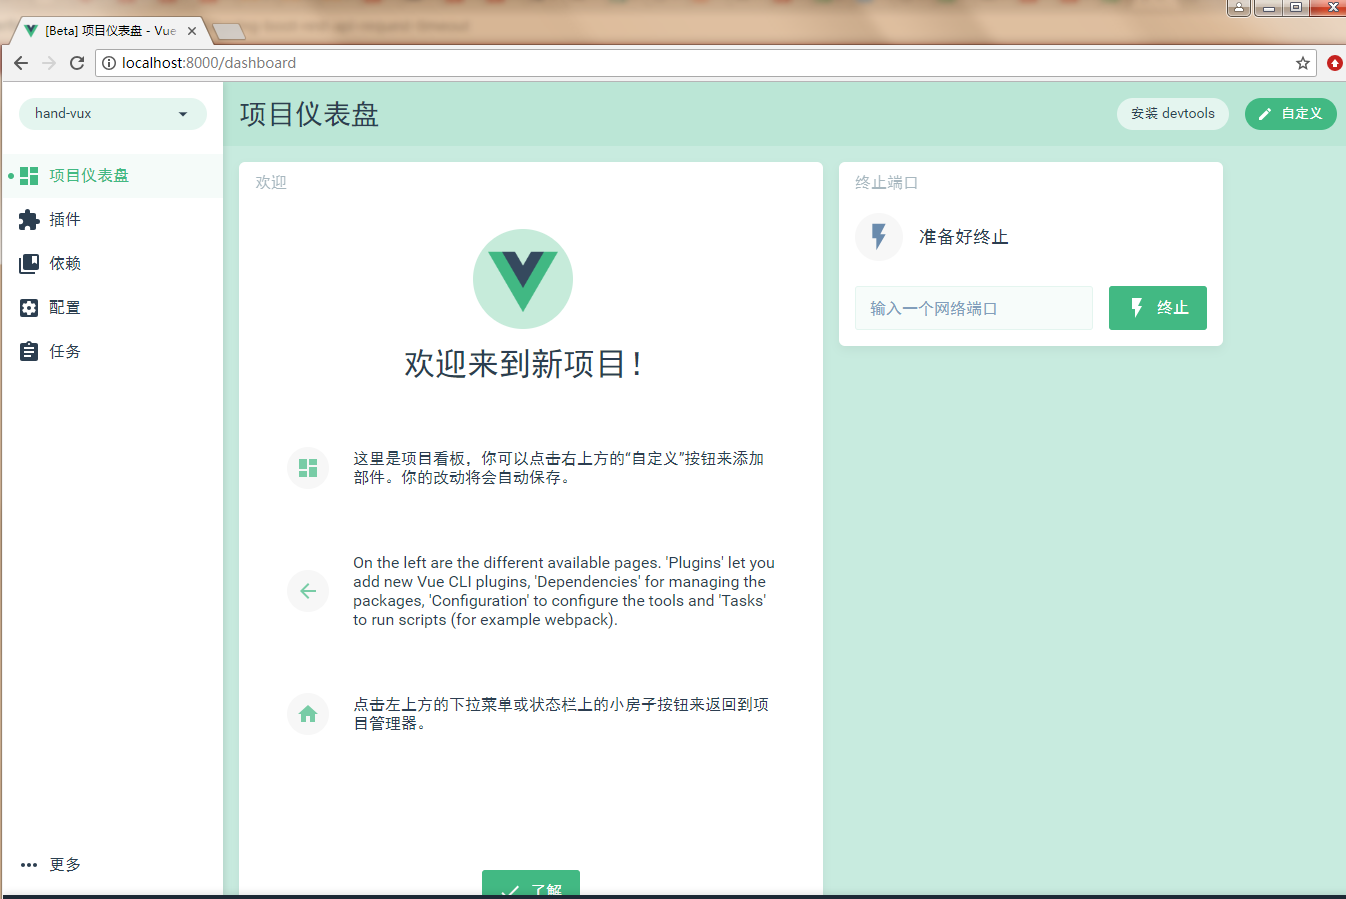 [Beta] 项目仪表盘 - Vue
localhost:8000/dashboard
hand-vux
项目仪表盘
安装 devtools
自定义
项目仪表盘
插件
依赖
配置
任务
更多
欢迎
欢迎来到新项目！
这里是项目看板，你可以点击右上方的“自定义”按钮来添加
部件。你的改动将会自动保存。
On the left are the different available pages. 'Plugins' let you
add new Vue CLI plugins, 'Dependencies' for managing the
packages, 'Configuration' to configure the tools and 'Tasks'
to run scripts (for example webpack).
点击左上方的下拉菜单或状态栏上的小房子按钮来返回到项
目管理器。
了解
终止端口
准备好终止
输入一个网络端口
终止